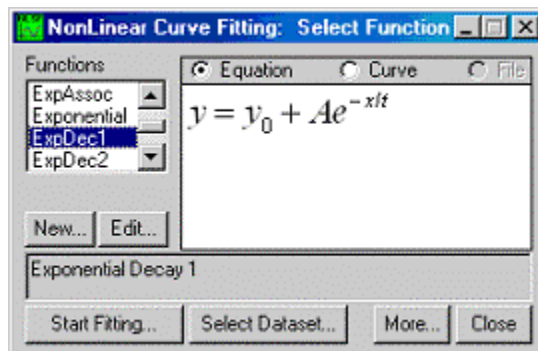 NonLinear Curve Fitting: Select Function
Functions
Equation
Curve
File
ExpAssoc
Exponential
ExpDec1
ExpDec2
y = y₀ + Ae^(-x/t)
New...
Edit...
Exponential Decay 1
Start Fitting...
Select Dataset...
More...
Close